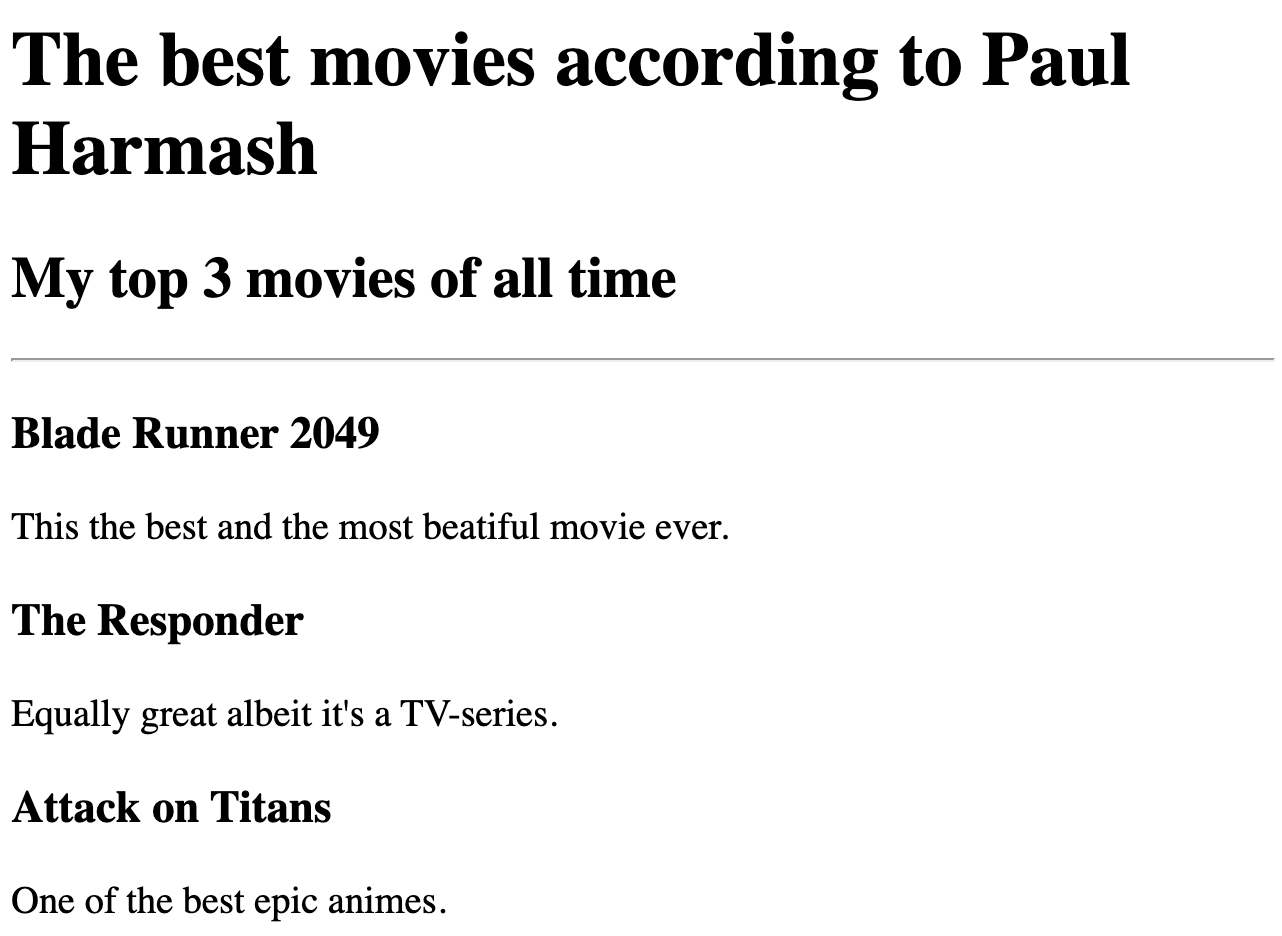 The best movies according to Paul
Harmash
My top 3 movies of all time
Blade Runner 2049
This the best and the most beatiful movie ever.
The Responder
Equally great albeit it's a TV-series.
Attack on Titans
One of the best epic animes.